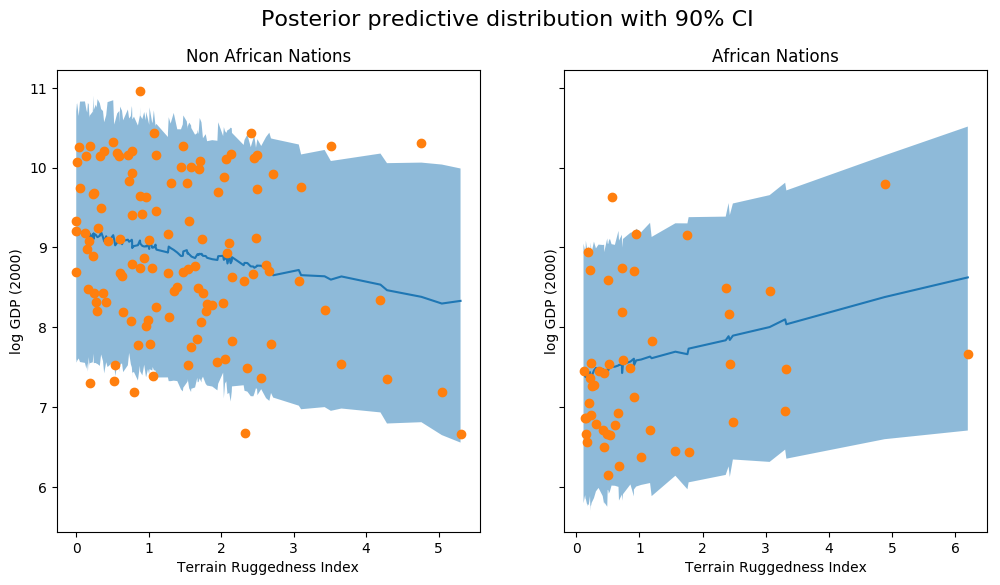 Posterior predictive distribution with 90% CI
Non African Nations
11
10
9
8
7
6
log GDP (2000)
0 1 2 3 4 5
Terrain Ruggedness Index
African Nations
log GDP (2000)
0 1 2 3 4 5 6
Terrain Ruggedness Index